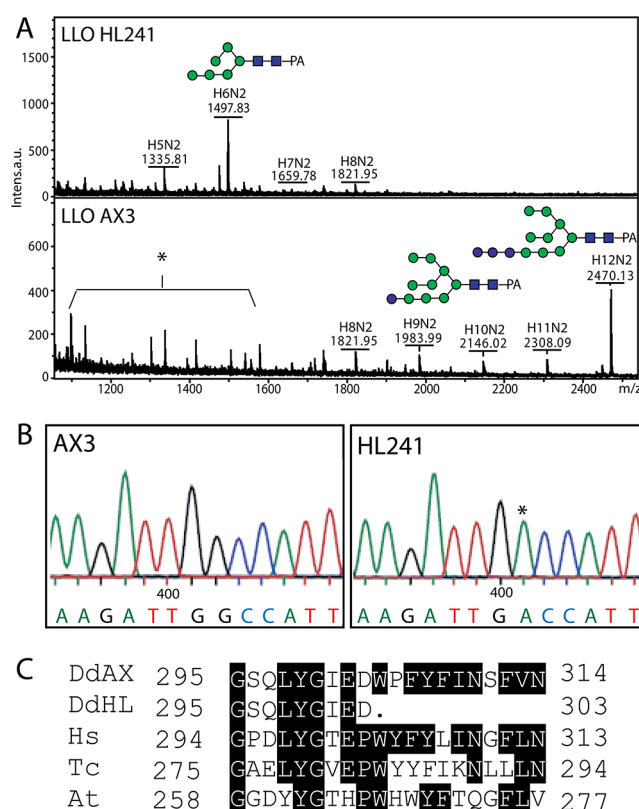 A
LLO HL241
Intens.a.u.
1500
1000
500
0
PA
H5N2
1335.81
H6N2
1497.83
H7N2
1659.78
H8N2
1821.95
LLO AX3
600
400
200
0
*
PA
PA
H8N2
1821.95
H9N2
1983.99
H10N2
2146.02
H11N2
2308.09
H12N2
2470.13
1200 1400 1600 1800 2000 2200 2400 m/z
B
AX3
400
A A G A T T G G C C A T T
HL241
*
400
A A G A T T G A C C A T T
C
DdAX 295 GSQLYGIEDWPFYFINSFVN 314
DdHL 295 GSQLYGIED. 303
Hs 294 GPDLYGTEPWYFYLINGFLN 313
Tc 275 GAELYGVEPWYYFIKNLLLN 294
At 258 GGDYYGTHPWHWYFTQGFLV 277